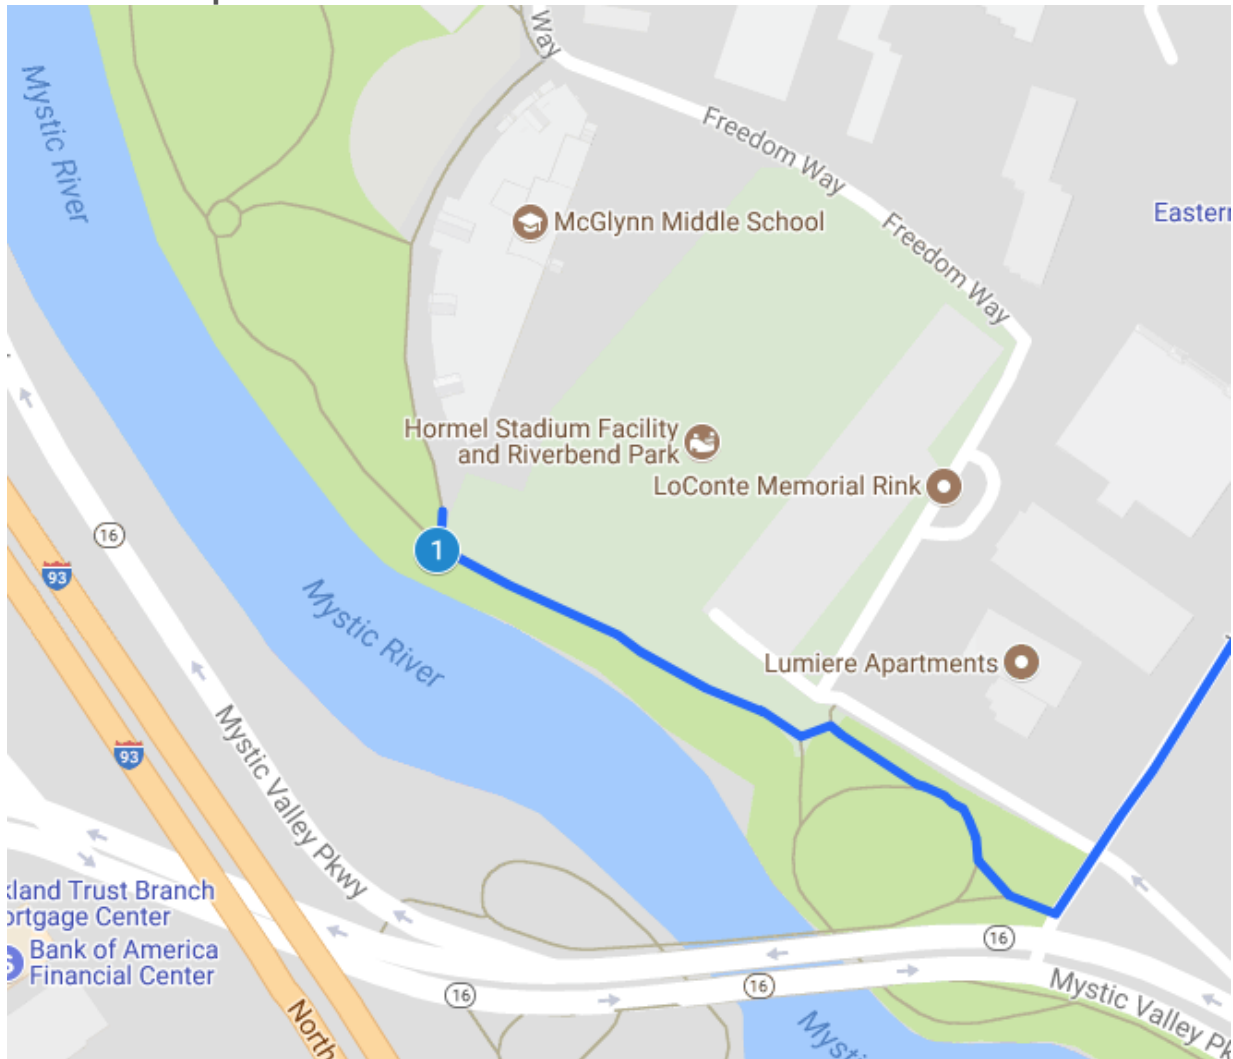 Way
Mystic River
Freedom Way
McGlynn Middle School
Eastern
Freedom Way
Hormel Stadium Facility
and Riverbend Park
LoConte Memorial Rink
16
93
1
Mystic River
Lumiere Apartments
93
Mystic Valley Pkwy
kland Trust Branch
ortgage Center
Bank of America
Financial Center
16
16
16
Mystic Valley Pk
North
Mysti